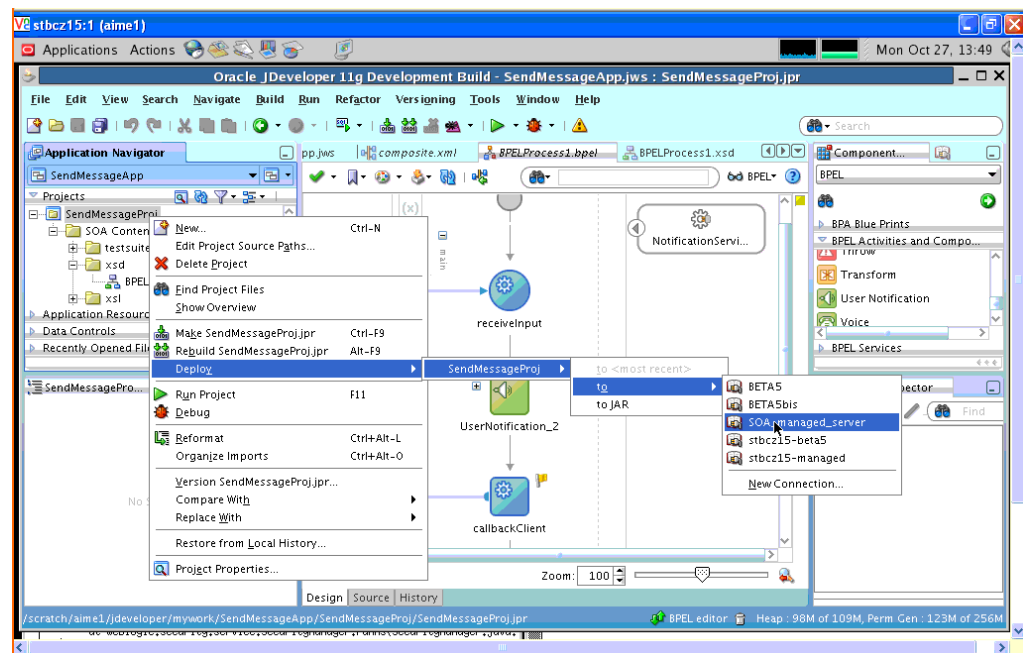 stbcz15:1 (aime1)
Applications Actions Mon Oct 27, 13:49
Oracle JDeveloper 11g Development Build - SendMessageApp.jws : SendMessageProj.jpr
File Edit View Search Navigate Build Run Refactor Versioning Tools Window Help
Search
Application Navigator
pp.jws composite.xml BPELProcess1.bpel BPELProcess1.xsd
Component...
SendMessageApp
BPEL
BPEL
Projects
SendMessageProj
SOA Conten
testsuite
xsd
BPEL
xsl
Application Resourc
Data Controls
Recently Opened File
New... Ctrl-N
Edit Project Source Paths...
Delete Project
Find Project Files
Show Overview
Make SendMessageProj.jpr Ctrl-F9
Rebuild SendMessageProj.jpr Alt-F9
Deploy
Run Project F11
Debug
Reformat Ctrl+Alt-L
Organize Imports Ctrl+Alt-O
Version SendMessageProj.jpr...
Compare With
Replace With
Restore from Local History...
Project Properties...
SendMessageProj
to <most recent>
to
to JAR
BETA5
BETA5bis
SOA_managed_server
stbcz15-beta5
stbcz15-managed
New Connection...
(x)
main
receiveInput
UserNotification_2
callbackClient
NotificationServi...
BPA Blue Prints
BPEL Activities and Compo...
Throw
Transform
User Notification
Voice
BPEL Services
SendMessagePro...
No S
pector
Find
Zoom: 100
Design Source History
/scratch/aime1/jdeveloper/mywork/SendMessageApp/SendMessageProj/SendMessageProj.jpr
BPEL editor Heap : 98M of 109M, Perm Gen : 123M of 256M